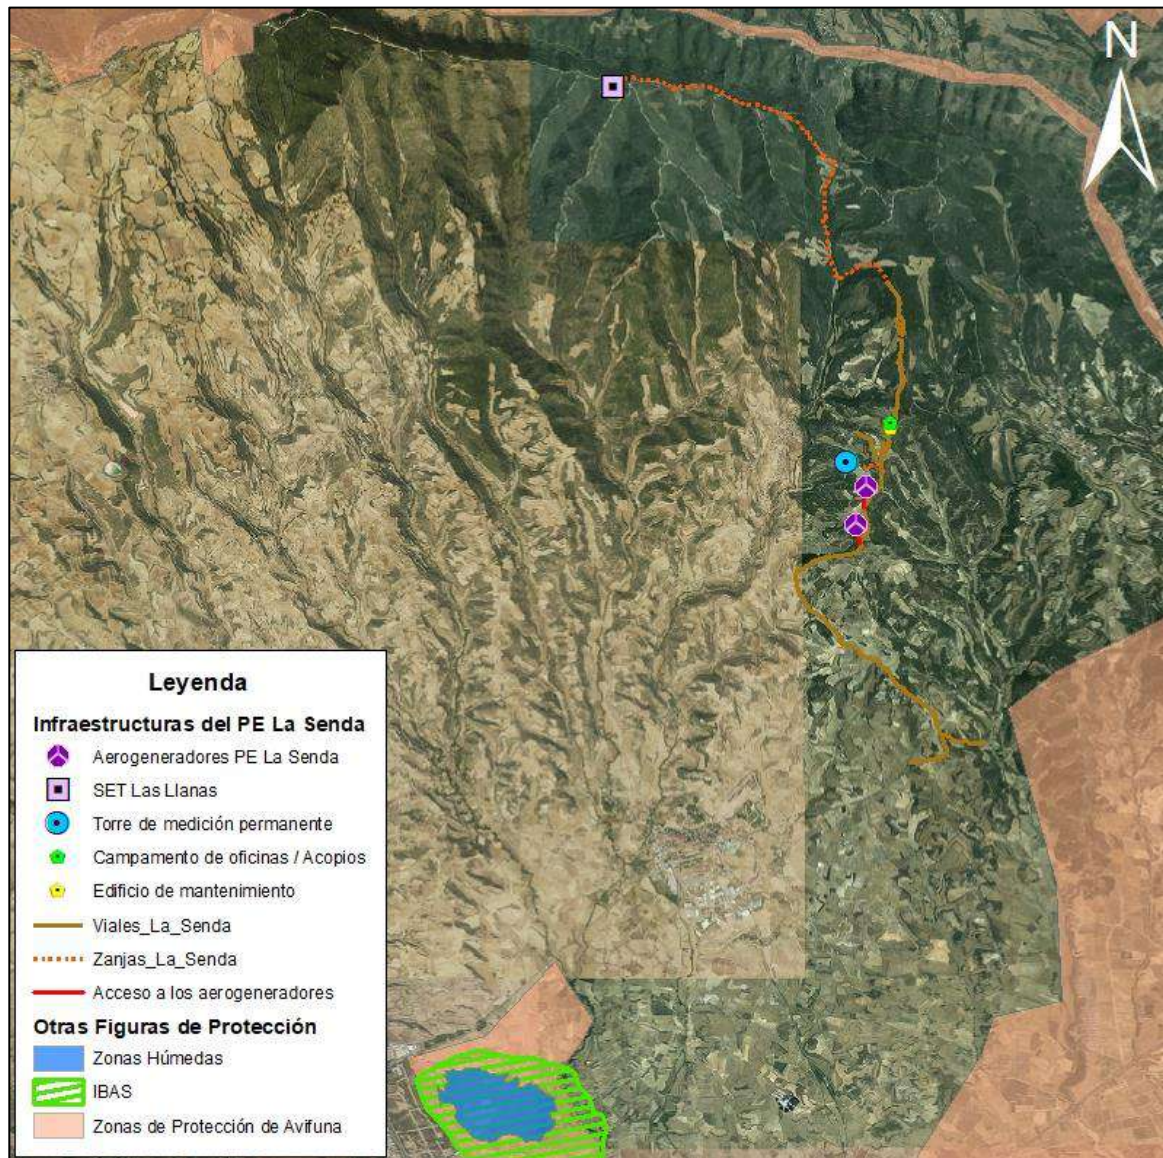 N
Leyenda
Infraestructuras del PE La Senda
Aerogeneradores PE La Senda
SET Las Llanas
Torre de medición permanente
Campamento de oficinas / Acopios
Edificio de mantenimiento
Viales_La_Senda
Zanjas_La_Senda
Acceso a los aerogeneradores
Otras Figuras de Protección
Zonas Húmedas
IBAS
Zonas de Protección de Avifuna